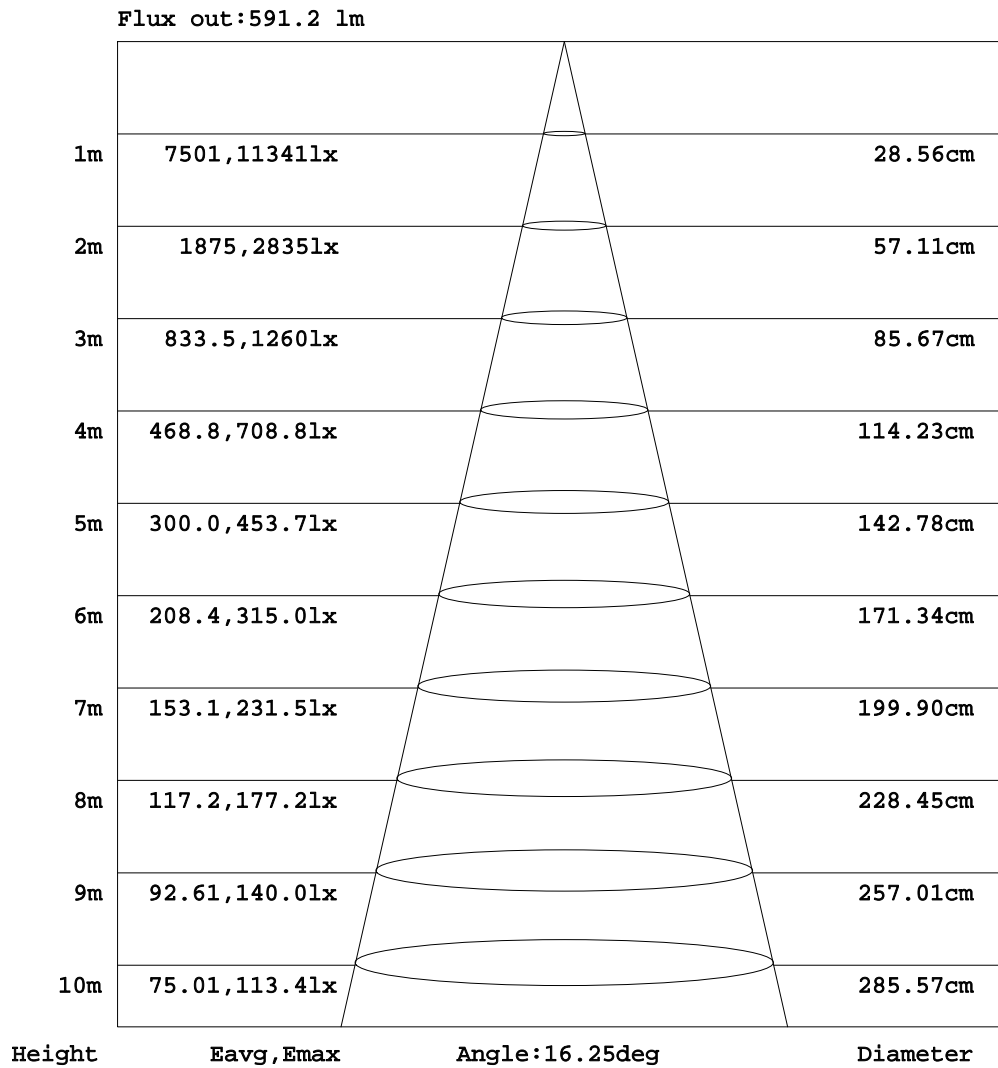 Flux out:591.2 lm
1m 7501,11341lx 28.56cm
2m 1875,2835lx 57.11cm
3m 833.5,1260lx 85.67cm
4m 468.8,708.8lx 114.23cm
5m 300.0,453.7lx 142.78cm
6m 208.4,315.0lx 171.34cm
7m 153.1,231.5lx 199.90cm
8m 117.2,177.2lx 228.45cm
9m 92.61,140.0lx 257.01cm
10m 75.01,113.4lx 285.57cm
Height Eavg,Emax Angle:16.25deg Diameter